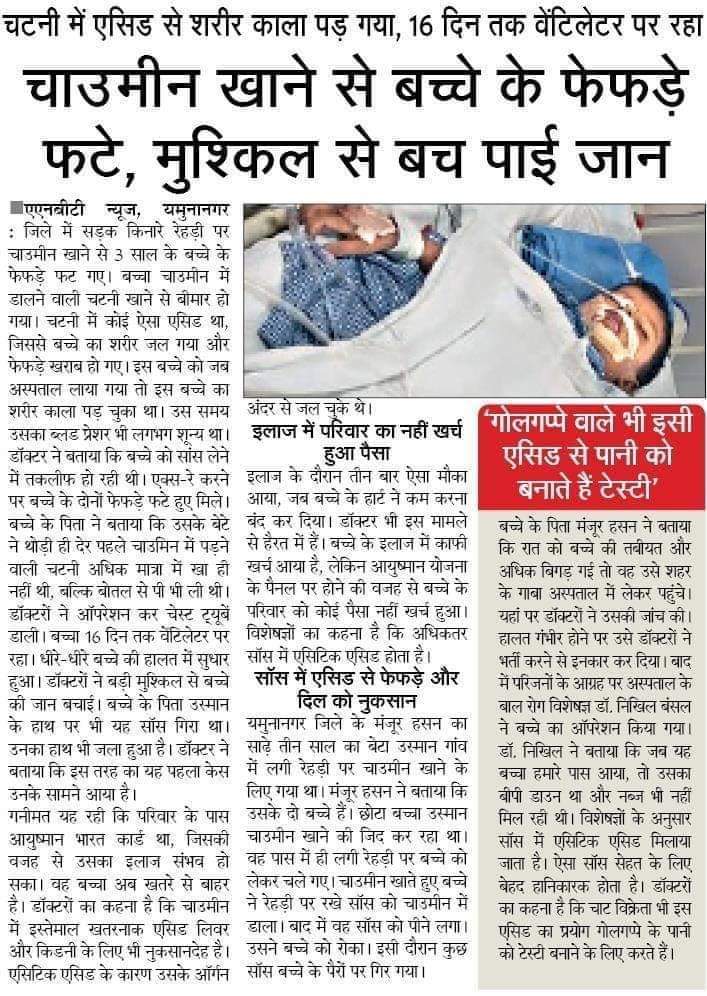 चटनी में एसिड से शरीर काला पड़ गया, 16 दिन तक वेंटिलेटर पर रहा
चाउमीन खाने से बच्चे के फेफड़े
फटे, मुश्किल से बच पाई जान
■एएनबीटी न्यूज, यमुनानगर
: जिले में सड़क किनारे रेहड़ी पर
चाउमीन खाने से 3 साल के बच्चे के
फेफड़े फट गए। बच्चा चाउमीन में
डालने वाली चटनी खाने से बीमार हो
गया। चटनी में कोई ऐसा एसिड था,
जिससे बच्चे का शरीर जल गया और
फेफड़े खराब हो गए। इस बच्चे को जब
अस्पताल लाया गया तो इस बच्चे का
शरीर काला पड़ चुका था। उस समय
उसका ब्लड प्रेशर भी लगभग शून्य था।
डॉक्टर ने बताया कि बच्चे को सांस लेने
में तकलीफ हो रही थी। एक्स-रे करने
पर बच्चे के दोनों फेफड़े फटे हुए मिले।
बच्चे के पिता ने बताया कि उसके बेटे
ने थोड़ी ही देर पहले चाउमिन में पड़ने
वाली चटनी अधिक मात्रा में खा ही
नहीं थी, बल्कि बोतल से पी भी ली थी।
डॉक्टरों ने ऑपरेशन कर चेस्ट ट्यूबें
डाली। बच्चा 16 दिन तक वेंटिलेटर पर
रहा। धीरे-धीरे बच्चे की हालत में सुधार
हुआ। डॉक्टरों ने बड़ी मुश्किल से बच्चे
की जान बचाई। बच्चे के पिता उस्मान
के हाथ पर भी यह सॉस गिरा था।
उनका हाथ भी जला हुआ है। डॉक्टर ने
बताया कि इस तरह का यह पहला केस
उनके सामने आया है।
गनीमत यह रही कि परिवार के पास
आयुष्मान भारत कार्ड था, जिसकी
वजह से उसका इलाज संभव हो
सका। वह बच्चा अब खतरे से बाहर
है। डॉक्टरों का कहना है कि चाउमीन
में इस्तेमाल खतरनाक एसिड लिवर
और किडनी के लिए भी नुकसानदेह है।
एसिटिक एसिड के कारण उसके ऑर्गन
अंदर से जल चुके थे।
इलाज में परिवार का नहीं खर्च
हुआ पैसा
इलाज के दौरान तीन बार ऐसा मौका
आया, जब बच्चे के हार्ट ने कम करना
बंद कर दिया। डॉक्टर भी इस मामले
से हैरत में हैं। बच्चे के इलाज में काफी
खर्च आया है, लेकिन आयुष्मान योजना
के पैनल पर होने की वजह से बच्चे के
परिवार को कोई पैसा नहीं खर्च हुआ।
विशेषज्ञों का कहना है कि अधिकतर
सॉस में एसिटिक एसिड होता है।
सॉस में एसिड से फेफड़े और
दिल को नुकसान
यमुनानगर जिले के मंजूर हसन का
साढ़े तीन साल का बेटा उस्मान गांव
में लगी रेहड़ी पर चाउमीन खाने के
लिए गया था। मंजूर हसन ने बताया कि
उसके दो बच्चे हैं। छोटा बच्चा उस्मान
चाउमीन खाने की जिद कर रहा था।
वह पास में ही लगी रेहड़ी पर बच्चे को
लेकर चले गए। चाउमीन खाते हुए बच्चे
ने रेहड़ी पर रखे सॉस को चाउमीन में
डाला। बाद में वह सॉस को पीने लगा।
उसने बच्चे को रोका। इसी दौरान कुछ
सॉस बच्चे के पैरों पर गिर गया।
‘गोलगप्पे वाले भी इसी
एसिड से पानी को
बनाते हैं टेस्टी’
बच्चे के पिता मंजूर हसन ने बताया
कि रात को बच्चे की तबीयत और
अधिक बिगड़ गई तो वह उसे शहर
के गाबा अस्पताल में लेकर पहुंचे।
यहां पर डॉक्टरों ने उसकी जांच की।
हालत गंभीर होने पर उसे डॉक्टरों ने
भर्ती करने से इनकार कर दिया। बाद
में परिजनों के आग्रह पर अस्पताल के
बाल रोग विशेषज्ञ डॉ. निखिल बंसल
ने बच्चे का ऑपरेशन किया गया।
डॉ. निखिल ने बताया कि जब यह
बच्चा हमारे पास आया, तो उसका
बीपी डाउन था और नब्ज भी नहीं
मिल रही थी। विशेषज्ञों के अनुसार
सॉस में एसिटिक एसिड मिलाया
जाता है। ऐसा सॉस सेहत के लिए
बेहद हानिकारक होता है। डॉक्टरों
का कहना है कि चाट विक्रेता भी इस
एसिड का प्रयोग गोलगप्पे के पानी
को टेस्टी बनाने के लिए करते हैं।